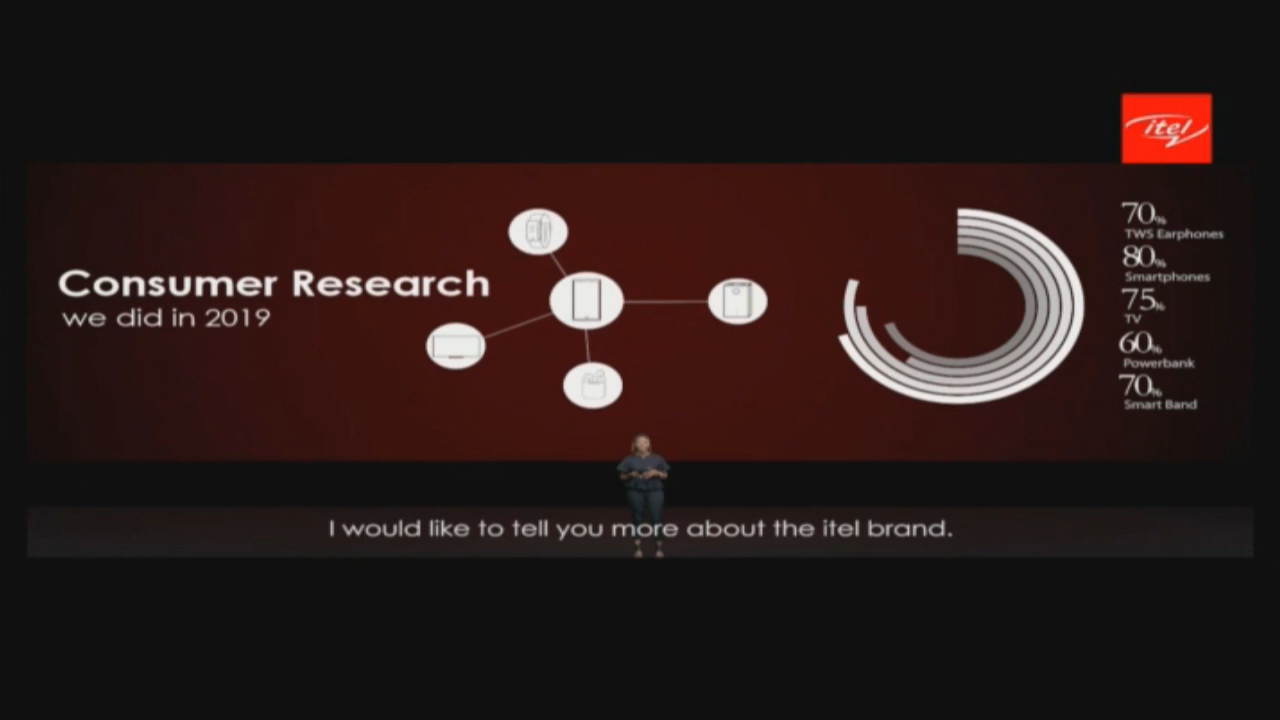 itel
Consumer Research
we did in 2019
70%
TWS Earphones
80%
Smartphones
75%
TV
60%
Powerbank
70%
Smart Band
I would like to tell you more about the itel brand.